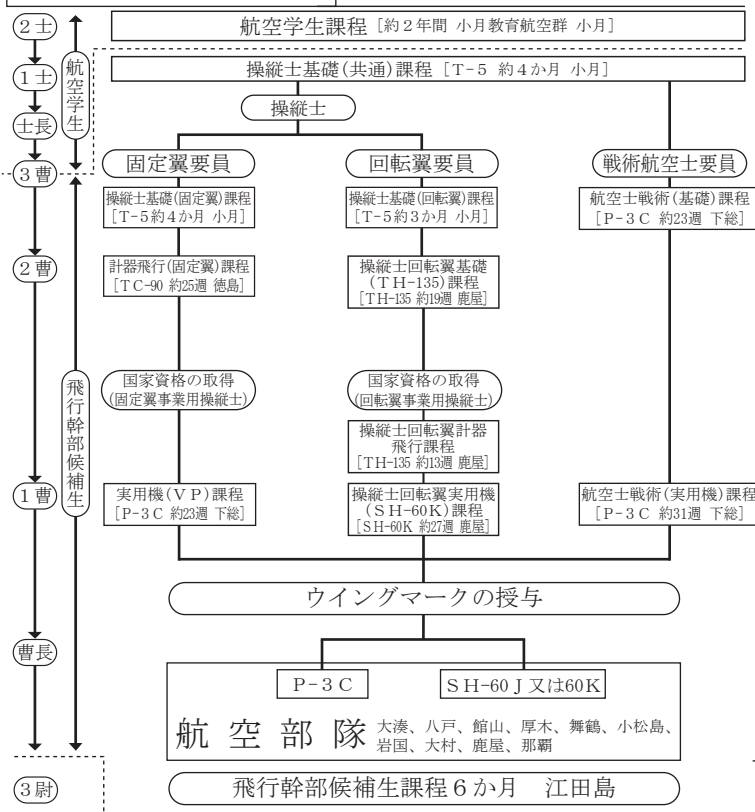 2士
航空学生課程 [約２年間 小月教育航空群 小月]
1士
操縦士基礎(共通)課程 [T-5 約４か月 小月]
航空学生
士長
操縦士
3曹
固定翼要員
回転翼要員
戦術航空士要員
操縦士基礎(固定翼)課程
[T-5約４か月 小月]
操縦士基礎(回転翼)課程
[T-5約３か月 小月]
航空士戦術(基礎)課程
[P-3C 約23週 下総]
2曹
計器飛行(固定翼)課程
[TC-90 約25週 徳島]
操縦士回転翼基礎
(TH-135)課程
[TH-135 約19週 鹿屋]
飛行幹部候補生
国家資格の取得
(固定翼事業用操縦士)
国家資格の取得
(回転翼事業用操縦士)
操縦士回転翼計器
飛行課程
[TH-135 約13週 鹿屋]
1曹
実用機(ＶＰ)課程
[P-3C 約23週 下総]
操縦士回転翼実用機
(SH-60K)課程
[SH-60K 約27週 鹿屋]
航空士戦術(実用機)課程
[P-3C 約31週 下総]
ウイングマークの授与
曹長
P-3C
SH-60J又は60K
航空部隊
大湊、八戸、館山、厚木、舞鶴、小松島、
岩国、大村、鹿屋、那覇
3尉
飛行幹部候補生課程６か月　江田島